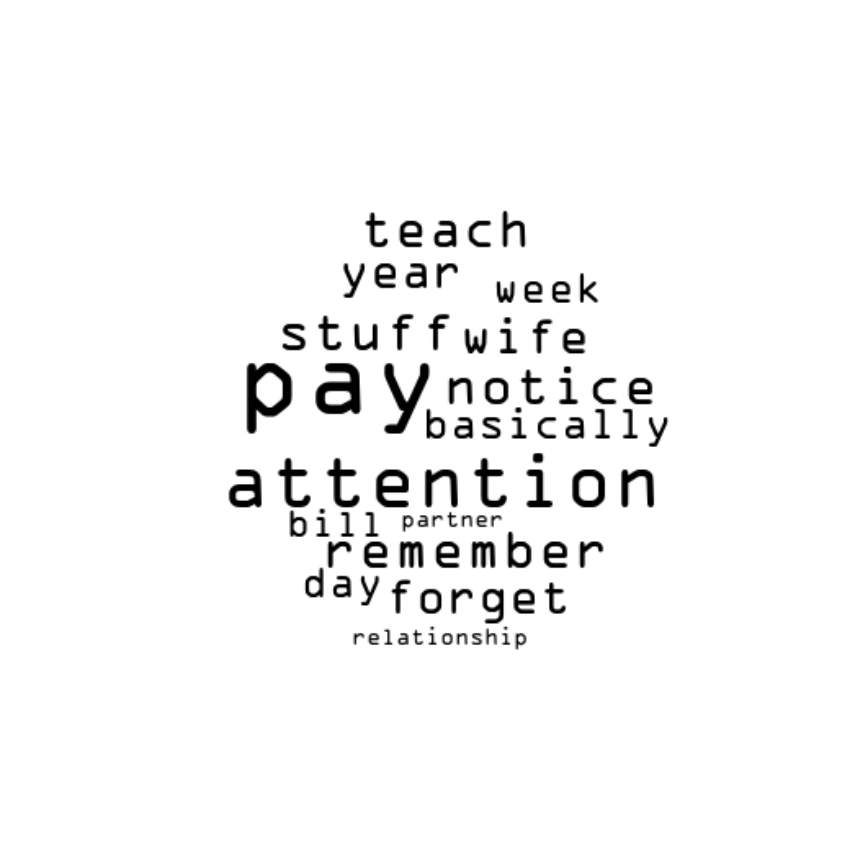 teach
year week
stuff wife
pay notice
basically
attention
bill partner
remember
day forget
relationship